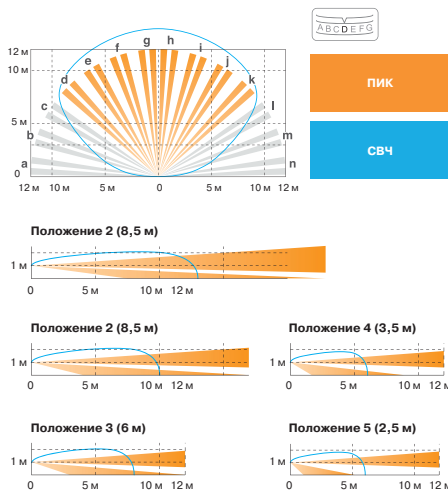 ABCDEFG
12 м
10 м
5 м
0
a b c d e f g h i j k l m n
12 м 10 м 5 м 0 5 м 10 м 12 м
ПИК
СВЧ
Положение 2 (8,5 м)
1 м
0 5 м 10 м 12 м
Положение 2 (8,5 м)
1 м
0 5 м 10 м 12 м
Положение 4 (3,5 м)
1 м
0 5 м 10 м 12 м
Положение 3 (6 м)
1 м
0 5 м 10 м 12 м
Положение 5 (2,5 м)
1 м
0 5 м 10 м 12 м